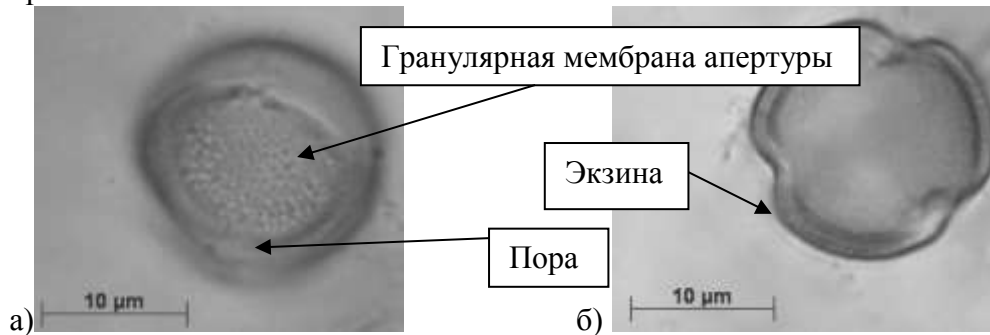 Гранулярная мембрана апертуры
Экзина
Пора
10 µm
10 µm
а)
б)